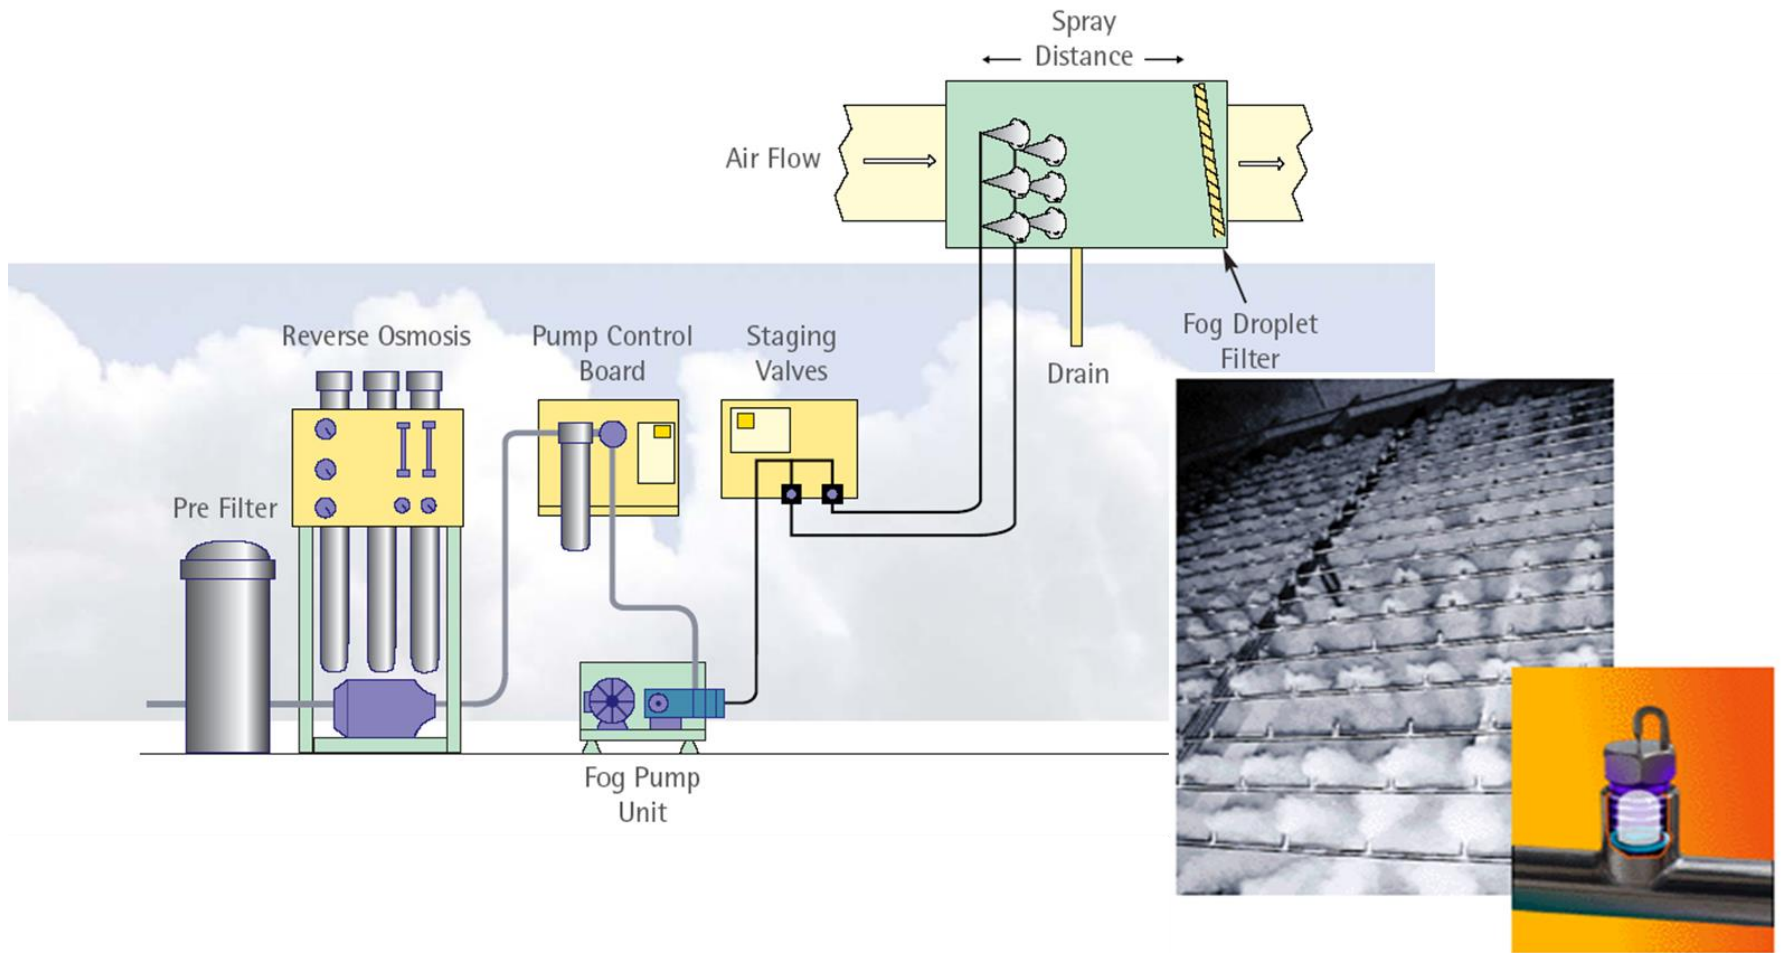 Spray
Distance
Air Flow
Reverse Osmosis
Pump Control
Board
Staging
Valves
Drain
Fog Droplet
Filter
Pre Filter
Fog Pump
Unit